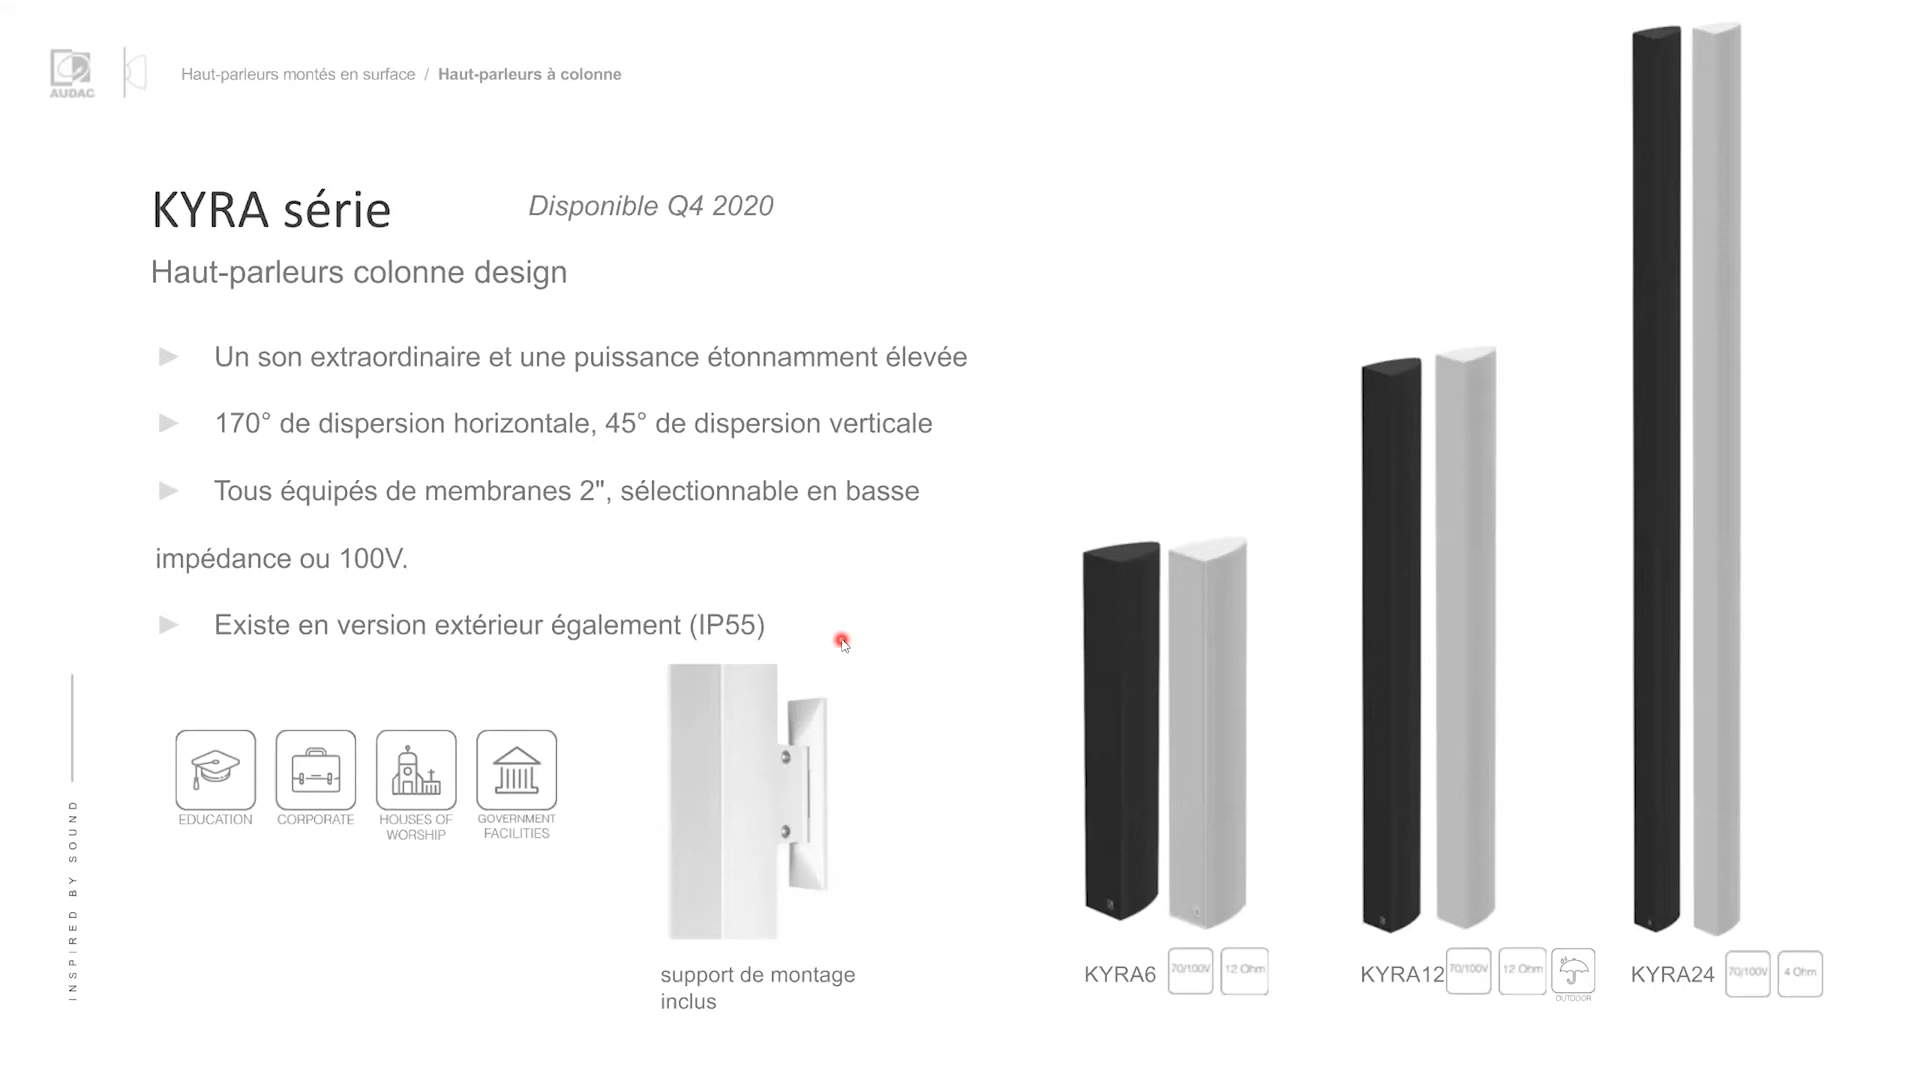 AUDAC
Haut-parleurs montés en surface / Haut-parleurs à colonne
KYRA série
Disponible Q4 2020
Haut-parleurs colonne design
Un son extraordinaire et une puissance étonnamment élevée
170° de dispersion horizontale, 45° de dispersion verticale
Tous équipés de membranes 2", sélectionnable en basse
impédance ou 100V.
Existe en version extérieur également (IP55)
EDUCATION
CORPORATE
HOUSES OF
WORSHIP
GOVERNMENT
FACILITIES
INSPIRED BY SOUND
support de montage
inclus
KYRA6 70/100V 12 Ohm
KYRA12 70/100V 12 Ohm
OUTDOOR
KYRA24 70/100V 4 Ohm